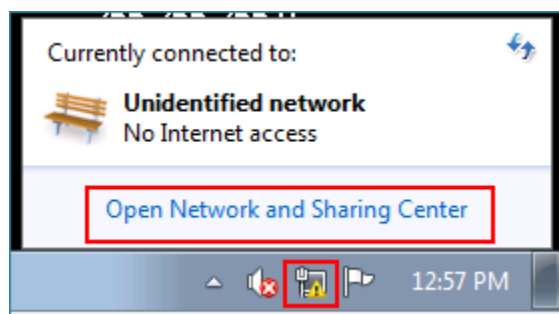 Currently connected to:
Unidentified network
No Internet access
Open Network and Sharing Center
12:57 PM